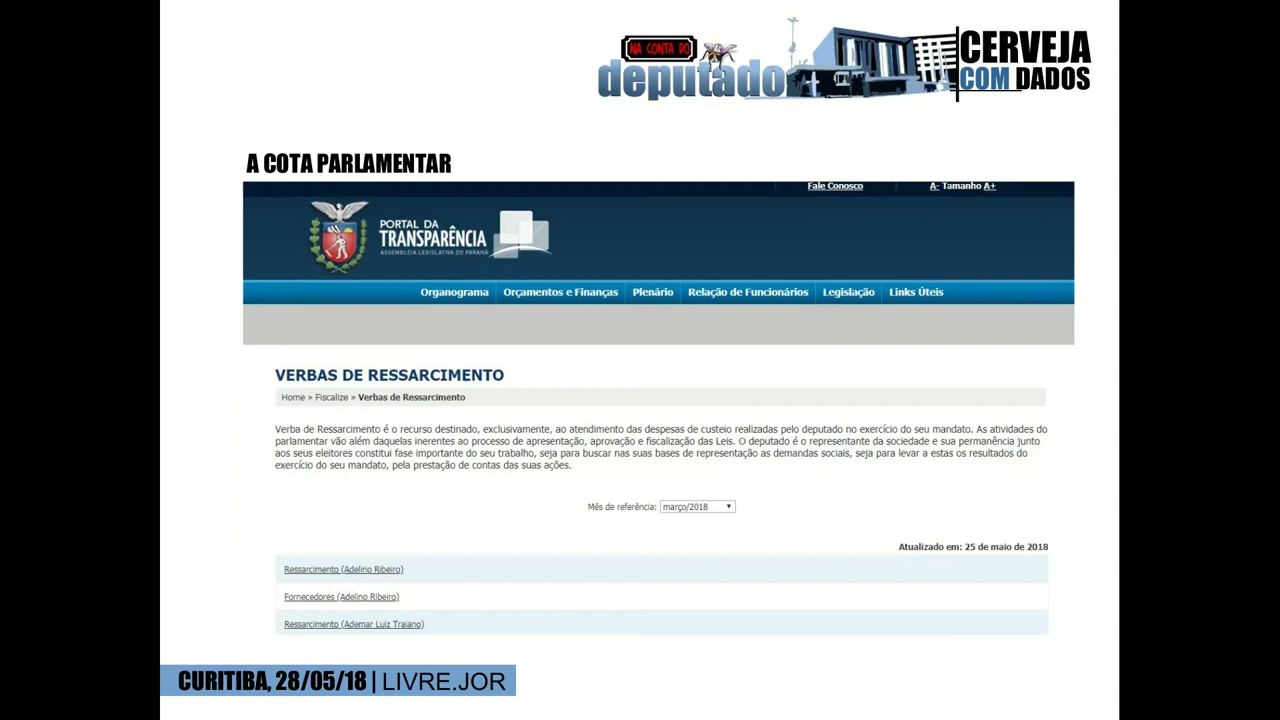 NA CONTA DO
deputado
CERVEJA
COM DADOS
A COTA PARLAMENTAR
Fale Conosco
A- Tamanho A+
PORTAL DA
TRANSPARÊNCIA
ASSEMBLEIA LEGISLATIVA DO PARANÁ
Organograma Orçamentos e Finanças Plenário Relação de Funcionários Legislação Links Úteis
VERBAS DE RESSARCIMENTO
Home » Fiscalize » Verbas de Ressarcimento
Verba de Ressarcimento é o recurso destinado, exclusivamente, ao atendimento das despesas de custeio realizadas pelo deputado no exercício do seu mandato. As atividades do
parlamentar vão além daquelas inerentes ao processo de apresentação, aprovação e fiscalização das Leis. O deputado é o representante da sociedade e sua permanência junto
aos seus eleitores constitui fase importante do seu trabalho, seja para buscar nas suas bases de representação as demandas sociais, seja para levar a estas os resultados do
exercício do seu mandato, pela prestação de contas das suas ações.
Mês de referência: março/2018
Atualizado em: 25 de maio de 2018
Ressarcimento (Adelino Ribeiro)
Fornecedores (Adelino Ribeiro)
Ressarcimento (Ademar Luiz Traiano)
CURITIBA, 28/05/18 | LIVRE.JOR